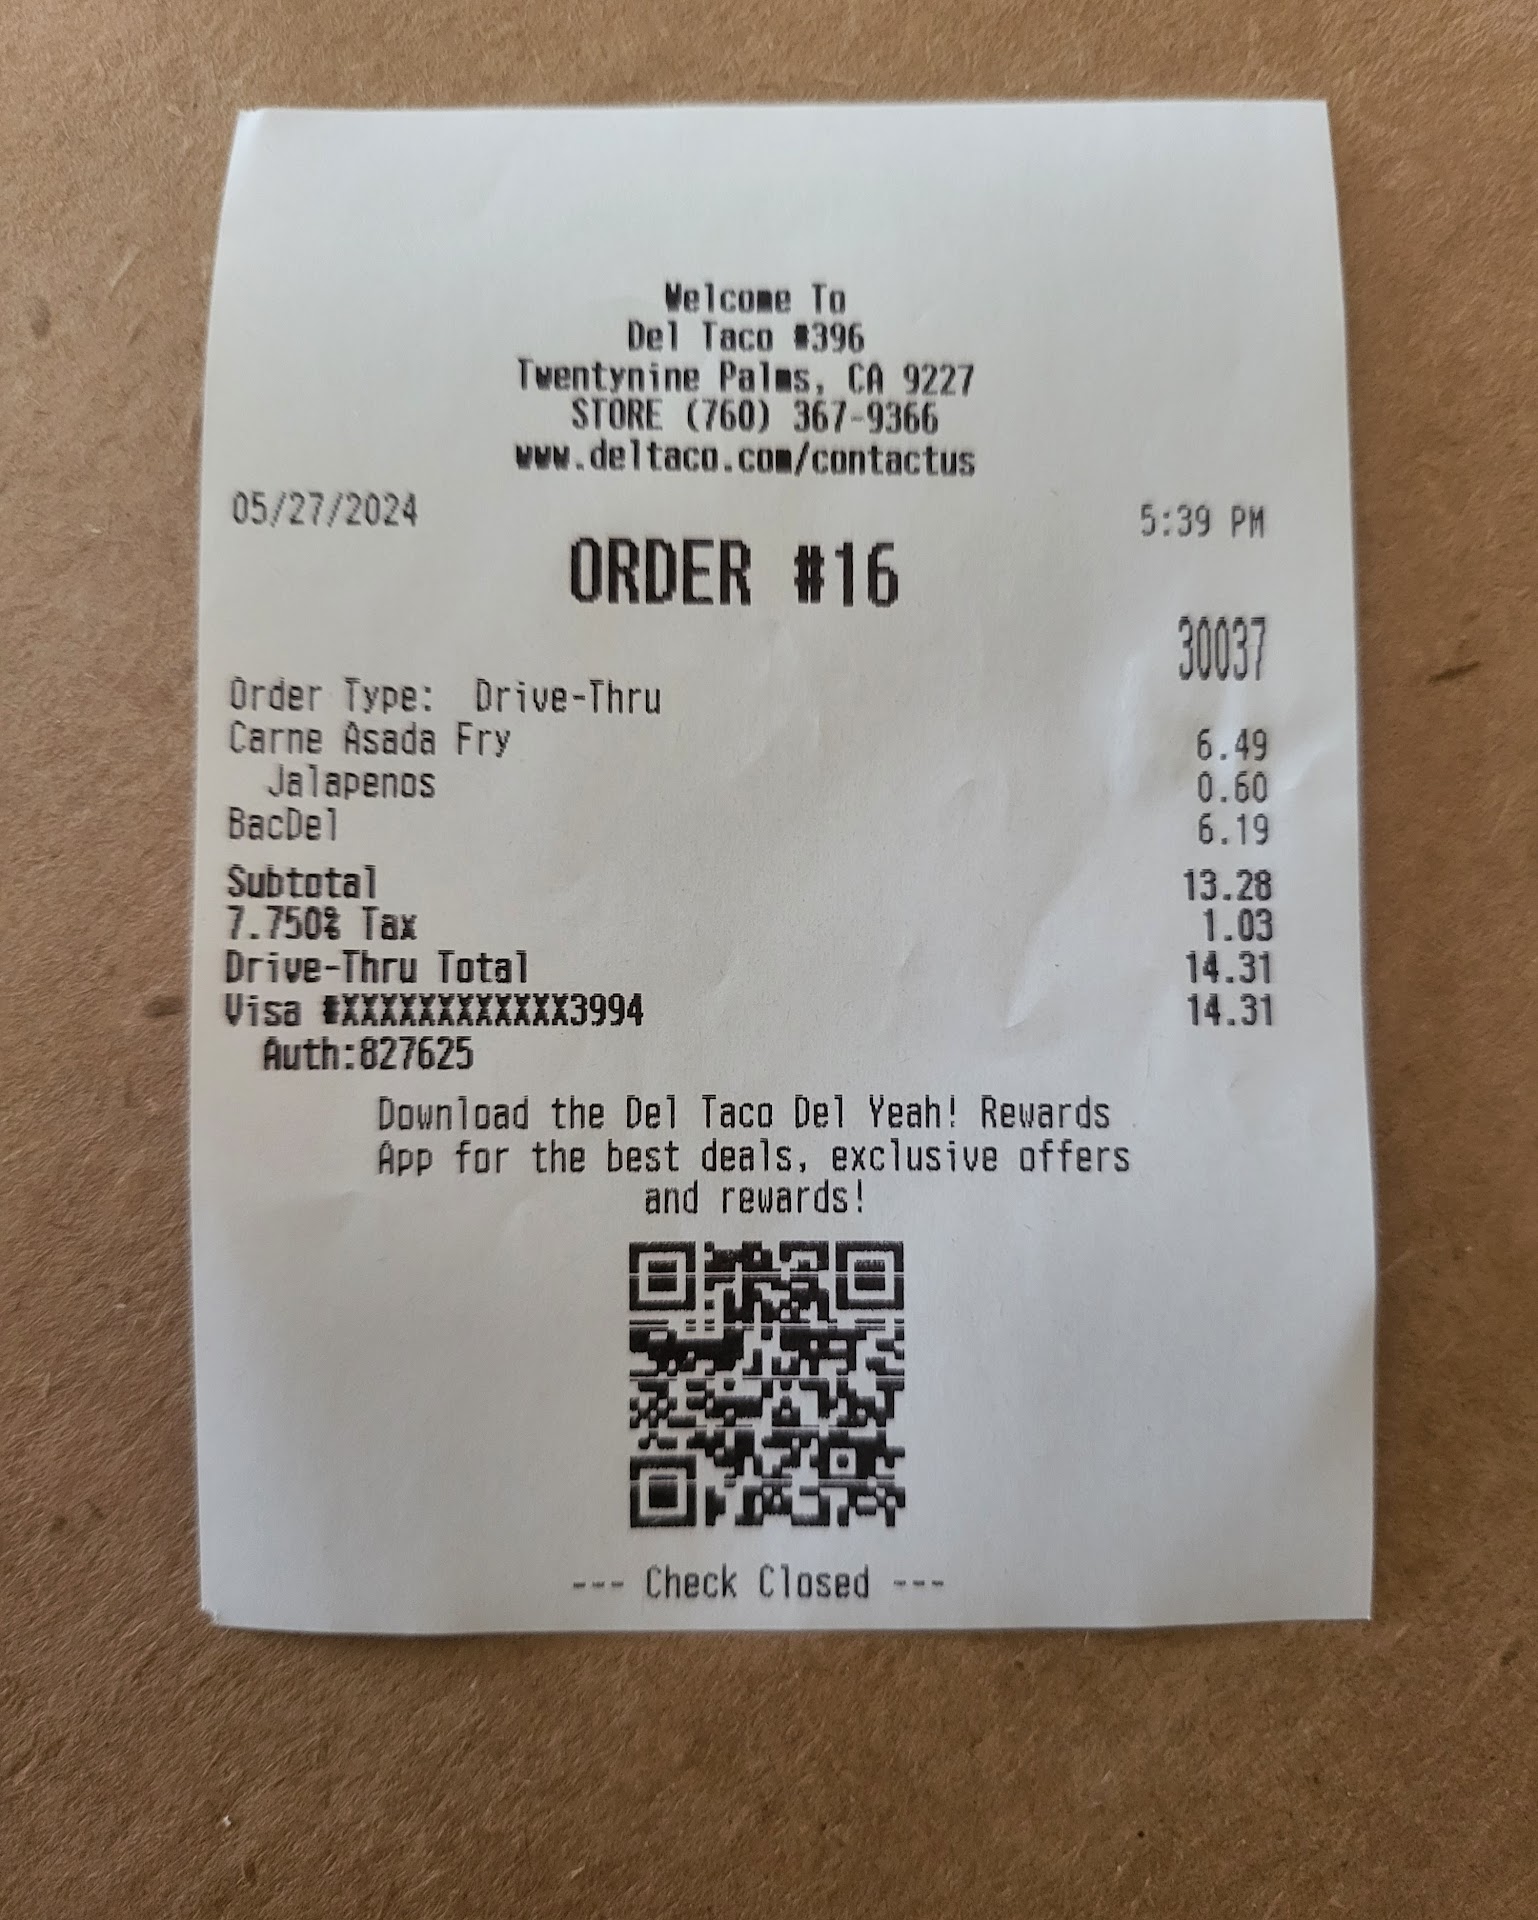 Welcome To
Del Taco #396
Twentynine Palms, CA 9227
STORE (760) 367-9366
www.deltaco.com/contactus
05/27/2024 5:39 PM
ORDER #16
30037
Order Type: Drive-Thru
Carne Asada Fry 6.49
Jalapenos 0.60
BacDel 6.19
Subtotal 13.28
7.750% Tax 1.03
Drive-Thru Total 14.31
Visa #XXXXXXXXXXXX3994 14.31
Auth:827625
Download the Del Taco Del Yeah! Rewards
App for the best deals, exclusive offers
and rewards!
--- Check Closed ---